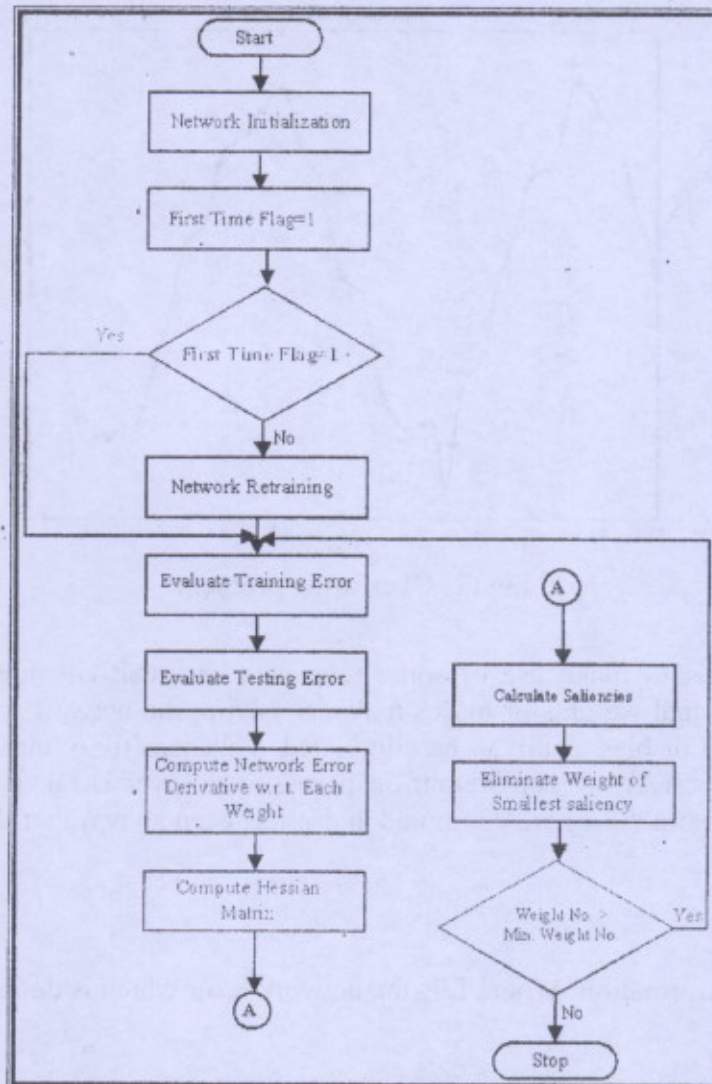 Start
Network Initialization
First Time Flag=1
First Time Flag=1
Yes
No
Network Retraining
Evaluate Training Error
Evaluate Testing Error
Compute Network Error
Derivative w.r.t. Each
Weight
Compute Hessian
Matrix
A
A
Calculate Saliencies
Eliminate Weight of
Smallest saliency
Weight No. >
Min. Weight No.
Yes
No
Stop